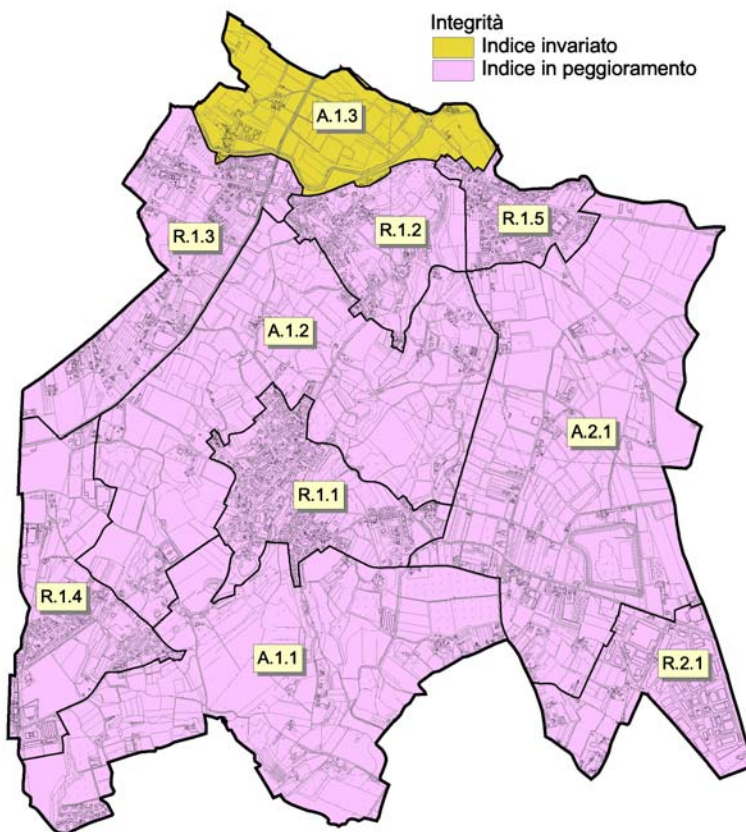 Integrità
Indice invariato
Indice in peggioramento
A.1.3
R.1.3
R.1.2
R.1.5
A.1.2
A.2.1
R.1.1
R.1.4
A.1.1
R.2.1